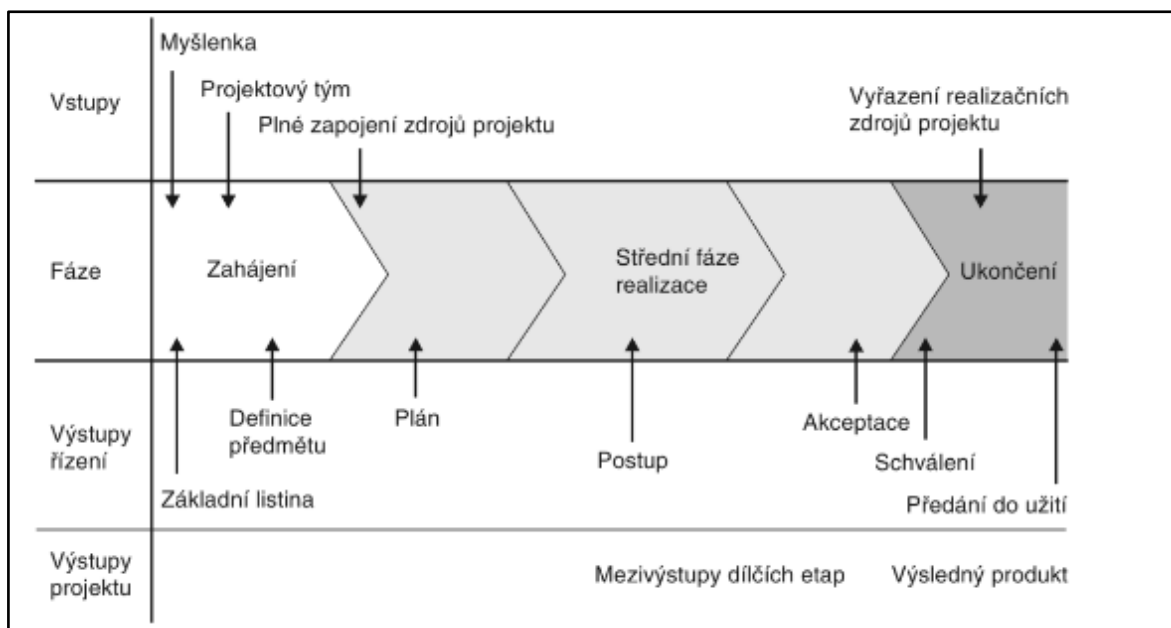 Myšlenka
Vstupy
Projektový tým
Plné zapojení zdrojů projektu
Vyřazení realizačních
zdrojů projektu
Fáze
Zahájení
Střední fáze
realizace
Ukončení
Výstupy
řízení
Základní listina
Definice
předmětu
Plán
Postup
Akceptace
Schválení
Předání do užití
Výstupy
projektu
Mezivýstupy dílčích etap
Výsledný produkt